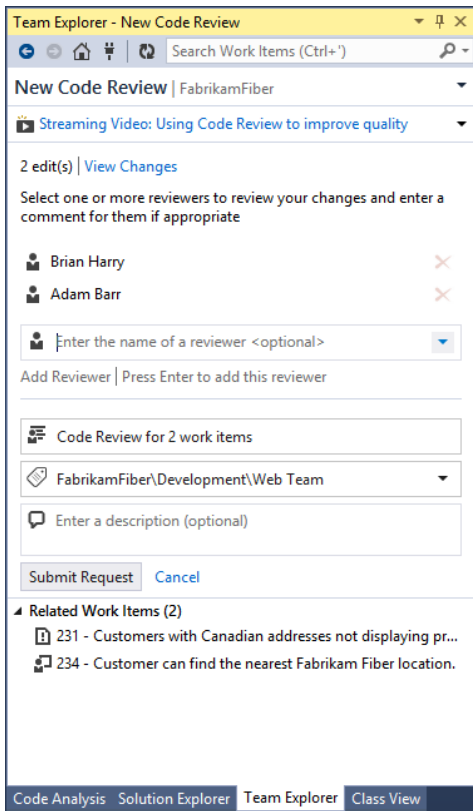 Team Explorer - New Code Review
Search Work Items (Ctrl+')
New Code Review | FabrikamFiber
Streaming Video: Using Code Review to improve quality
2 edit(s) | View Changes
Select one or more reviewers to review your changes and enter a
comment for them if appropriate
Brian Harry
Adam Barr
Enter the name of a reviewer <optional>
Add Reviewer | Press Enter to add this reviewer
Code Review for 2 work items
FabrikamFiber\Development\Web Team
Enter a description (optional)
Submit Request Cancel
Related Work Items (2)
231 - Customers with Canadian addresses not displaying pr...
234 - Customer can find the nearest Fabrikam Fiber location.
Code Analysis Solution Explorer Team Explorer Class View